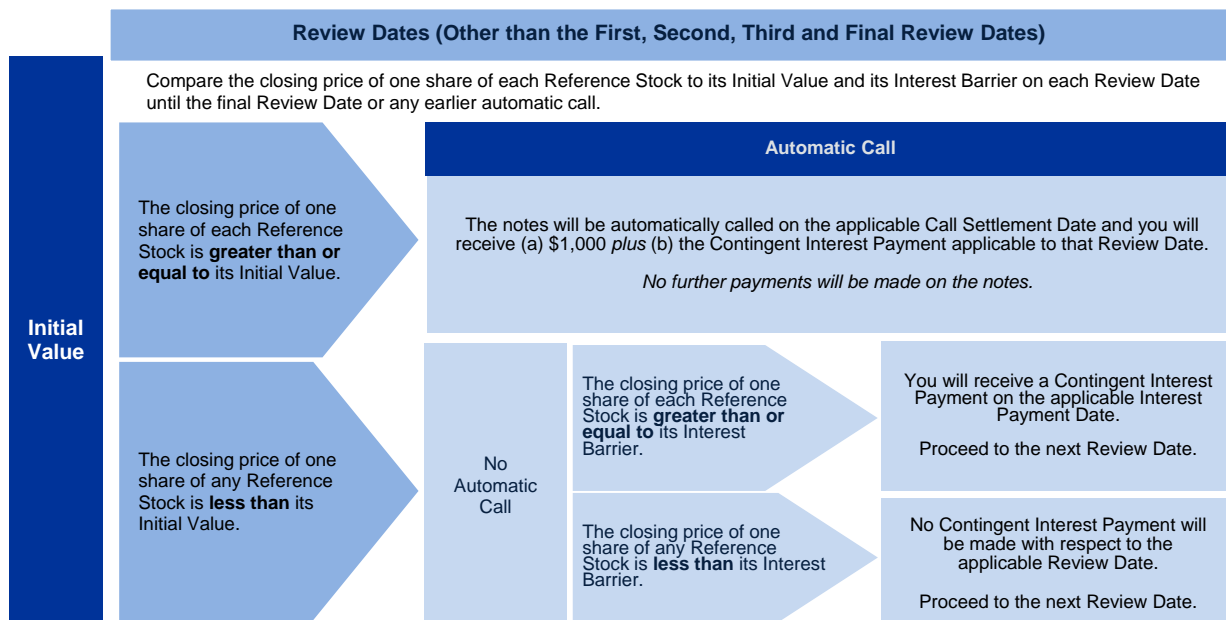 Review Dates (Other than the First, Second, Third and Final Review Dates)
Compare the closing price of one share of each Reference Stock to its Initial Value and its Interest Barrier on each Review Date
until the final Review Date or any earlier automatic call.
Initial
Value
The closing price of one
share of each Reference
Stock is greater than or
equal to its Initial Value.
Automatic Call
The notes will be automatically called on the applicable Call Settlement Date and you will
receive (a) $1,000 plus (b) the Contingent Interest Payment applicable to that Review Date.
No further payments will be made on the notes.
The closing price of one
share of any Reference
Stock is less than its
Initial Value.
No
Automatic
Call
The closing price of one
share of each Reference
Stock is greater than or
equal to its Interest
Barrier.
You will receive a Contingent Interest
Payment on the applicable Interest
Payment Date.
Proceed to the next Review Date.
The closing price of one
share of any Reference
Stock is less than its Interest
Barrier.
No Contingent Interest Payment will
be made with respect to the
applicable Review Date.
Proceed to the next Review Date.